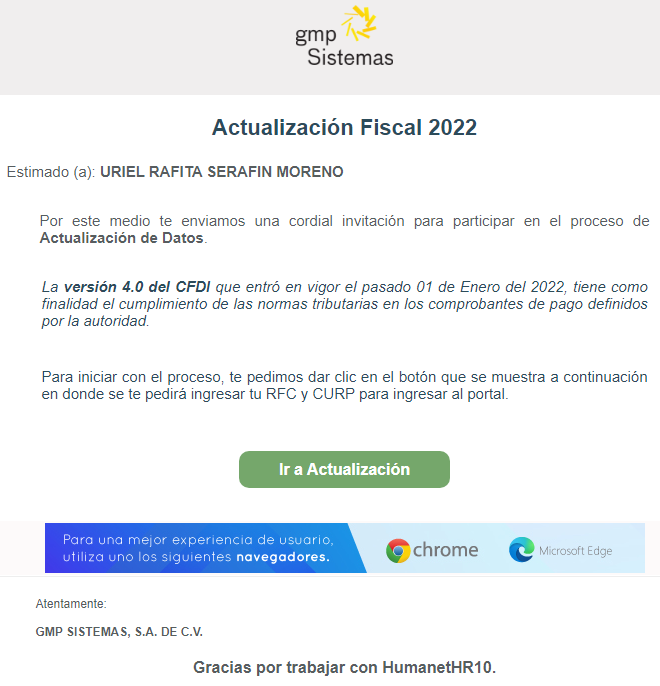 gmp
Sistemas
Actualización Fiscal 2022
Estimado (a): URIEL RAFITA SERAFIN MORENO
Por este medio te enviamos una cordial invitación para participar en el proceso de
Actualización de Datos.
La versión 4.0 del CFDI que entró en vigor el pasado 01 de Enero del 2022, tiene como
finalidad el cumplimiento de las normas tributarias en los comprobantes de pago definidos
por la autoridad.
Para iniciar con el proceso, te pedimos dar clic en el botón que se muestra a continuación
en donde se te pedirá ingresar tu RFC y CURP para ingresar al portal.
Ir a Actualización
Para una mejor experiencia de usuario,
utiliza uno los siguientes navegadores.
chrome
Microsoft Edge
Atentamente:
GMP SISTEMAS, S.A. DE C.V.
Gracias por trabajar con HumanetHR10.